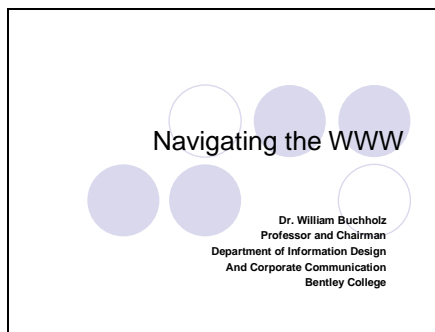 Navigating the WWW
Dr. William Buchholz
Professor and Chairman
Department of Information Design
And Corporate Communication
Bentley College